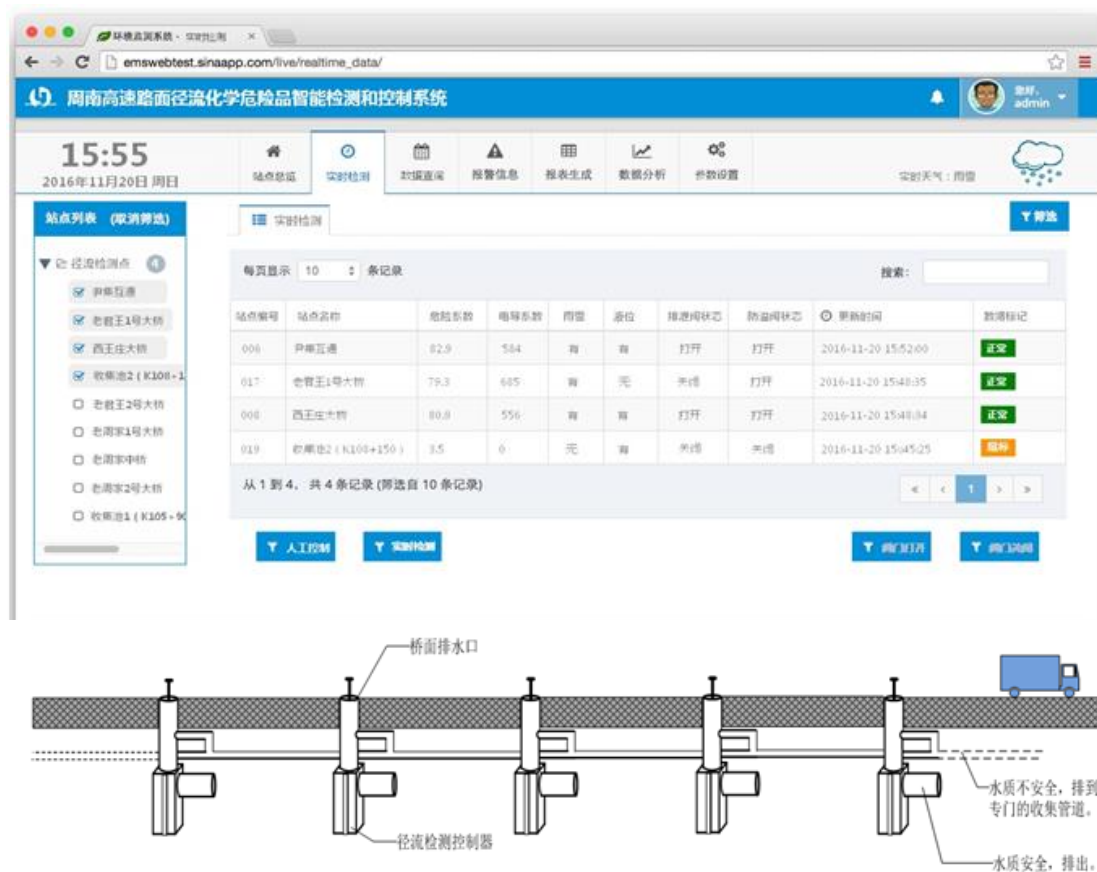 环境监测系统 - 实时检测
emswebtest.sinaapp.com/live/realtime_data/
周南高速路面径流化学危险品智能检测和控制系统
您好,
admin
15:55
2016年11月20日 周日
站点总览 实时检测 数据查询 报警信息 报表生成 数据分析 参数设置
实时天气：雨雪
站点列表 (取消筛选)
实时检测
筛选
径流检测点 4
尹集互通
老君王1号大桥
西王庄大桥
收集池2 ( K108+1
老君王2号大桥
老周家1号大桥
老周家中桥
老周家2号大桥
收集池1 ( K105+90
每页显示 10 条记录
搜索:
站点编号 站点名称 危险系数 电导系数 雨雪 液位 排泄阀状态 防溢阀状态 更新时间 数据标记
006 尹集互通 82.9 584 有 有 打开 打开 2016-11-20 15:52:00 正常
017 老君王1号大桥 79.3 685 有 无 关闭 打开 2016-11-20 15:48:35 正常
008 西王庄大桥 80.8 556 有 有 打开 打开 2016-11-20 15:48:34 正常
019 收集池2 ( K108+150 ) 3.5 0 无 有 关闭 关闭 2016-11-20 15:45:25 超标
从 1 到 4, 共 4 条记录 (筛选自 10 条记录)
« ‹ 1 › »
人工控制 实时检测 阀门打开 阀门关闭
桥面排水口
水质不安全，排到
专门的收集管道。
径流检测控制器
水质安全，排出。